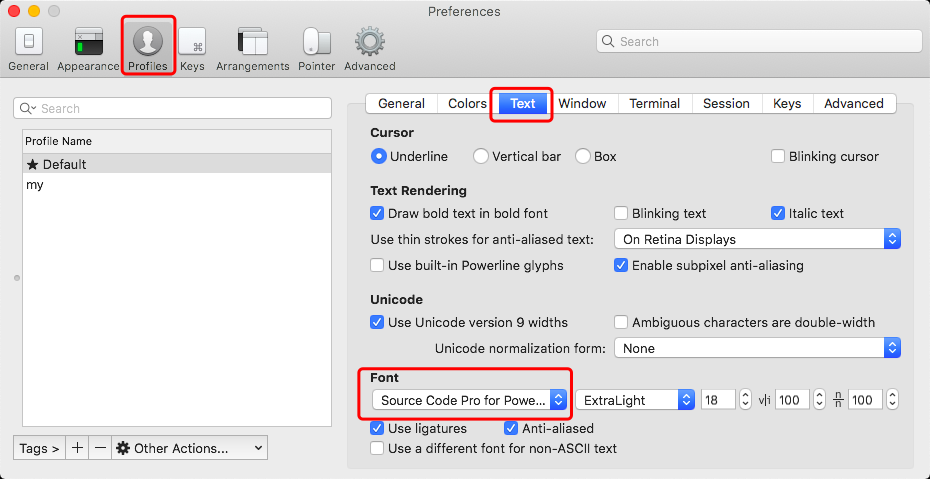 Preferences
General Appearance Profiles Keys Arrangements Pointer Advanced
Search
Search
Profile Name
★ Default
my
Tags > + − Other Actions...
General Colors Text Window Terminal Session Keys Advanced
Cursor
Underline Vertical bar Box Blinking cursor
Text Rendering
Draw bold text in bold font Blinking text Italic text
Use thin strokes for anti-aliased text: On Retina Displays
Use built-in Powerline glyphs Enable subpixel anti-aliasing
Unicode
Use Unicode version 9 widths Ambiguous characters are double-width
Unicode normalization form: None
Font
Source Code Pro for Powe... ExtraLight 18 v|i 100 n/n 100
Use ligatures Anti-aliased
Use a different font for non-ASCII text